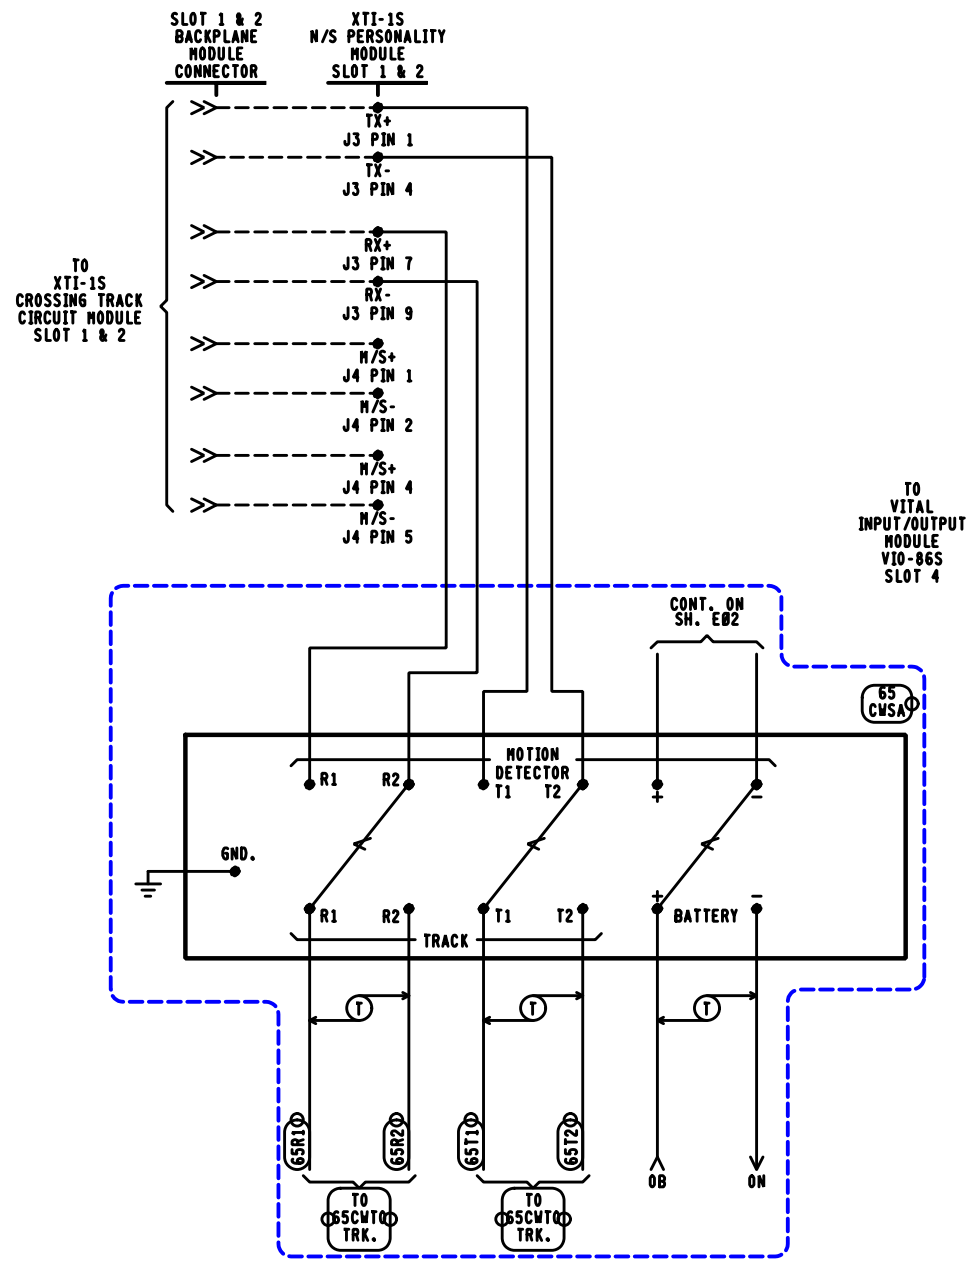 SLOT 1 & 2
BACKPLANE
MODULE
CONNECTOR
XTI-1S
N/S PERSONALITY
MODULE
SLOT 1 & 2
TX+
J3 PIN 1
TX-
J3 PIN 4
RX+
J3 PIN 7
RX-
J3 PIN 9
M/S+
J4 PIN 1
M/S-
J4 PIN 2
M/S+
J4 PIN 4
M/S-
J4 PIN 5
TO
XTI-1S
CROSSING TRACK
CIRCUIT MODULE
SLOT 1 & 2
TO
VITAL
INPUT/OUTPUT
MODULE
VIO-86S
SLOT 4
CONT. ON
SH. E02
65
CWSA
MOTION
DETECTOR
R1
R2
T1
T2
+
-
GND.
+
-
R1
R2
T1
T2
BATTERY
TRACK
T
T
T
65R1
65R2
65T1
65T2
OB
ON
TO
65CWTO
TRK.
TO
65CWTO
TRK.